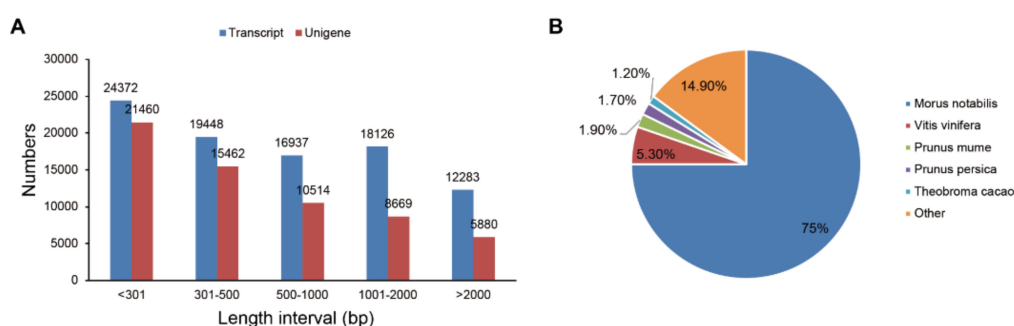 A
Transcript Unigene
Numbers
30000
25000
20000
15000
10000
5000
0
24372
21460
19448
15462
16937
10514
18126
8669
12283
5880
<301 301-500 500-1000 1001-2000 >2000
Length interval (bp)
B
1.20%
14.90%
1.70%
1.90%
5.30%
75%
Morus notabilis
Vitis vinifera
Prunus mume
Prunus persica
Theobroma cacao
Other